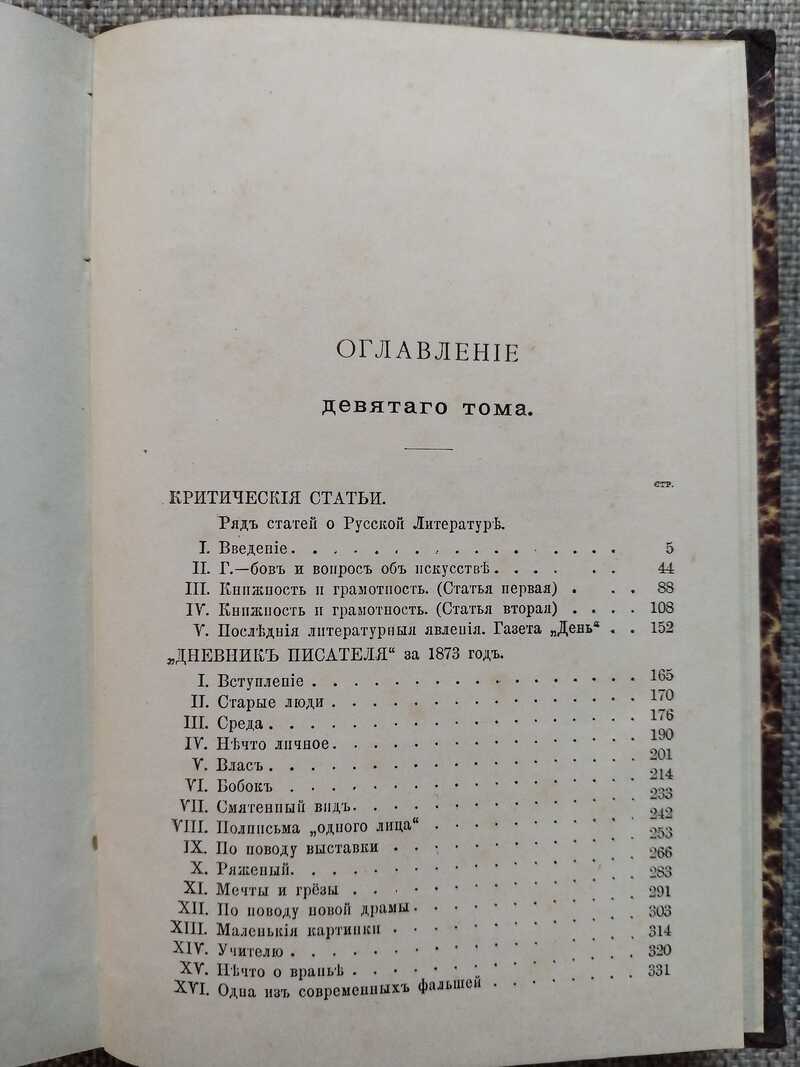 ОГЛАВЛЕНІЕ
девятаго тома.
стр.
КРИТИЧЕСКІЯ СТАТЬИ.
Рядъ статей о Русской Литературѣ.
I. Введеніе. . . . . . . . . . . . . . . . 5
II. Г.—бовъ и вопросъ объ искусствѣ. . . . . . 44
III. Книжность и грамотность. (Статья первая) . . . . 88
IV. Книжность и грамотность. (Статья вторая) . . . . 108
V. Послѣднія литературныя явленія. Газета „День“ . . 152
„ДНЕВНИКЪ ПИСАТЕЛЯ“ за 1873 годъ.
I. Вступленіе . . . . . . . . . . . . . . . 165
II. Старые люди . . . . . . . . . . . . . . 170
III. Среда . . . . . . . . . . . . . . . . . 176
IV. Нѣчто личное. . . . . . . . . . . . . . 190
V. Власъ . . . . . . . . . . . . . . . . . 201
VI. Бобокъ . . . . . . . . . . . . . . . . 214
VII. Смятенный видъ. . . . . . . . . . . . . 233
VIII. Полписьма „одного лица“ . . . . . . . . . 242
IX. По поводу выставки . . . . . . . . . . . 253
X. Ряженый. . . . . . . . . . . . . . . . 266
XI. Мечты и грёзы . . . . . . . . . . . . . 283
XII. По поводу новой драмы. . . . . . . . . . 291
XIII. Маленькія картинки . . . . . . . . . . . 303
XIV. Учителю . . . . . . . . . . . . . . . . 314
XV. Нѣчто о враньѣ . . . . . . . . . . . . . 320
XVI. Одна изъ современныхъ фальшей . . . . . . . 331